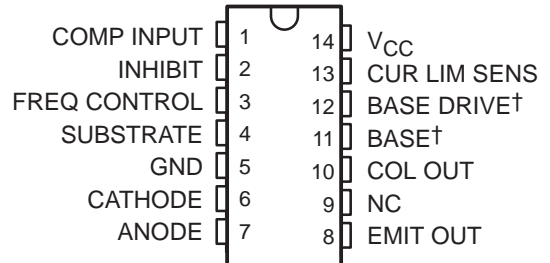 COMP INPUT 1 14 VCC
INHIBIT 2 13 CUR LIM SENS
FREQ CONTROL 3 12 BASE DRIVE†
SUBSTRATE 4 11 BASE†
GND 5 10 COL OUT
CATHODE 6 9 NC
ANODE 7 8 EMIT OUT